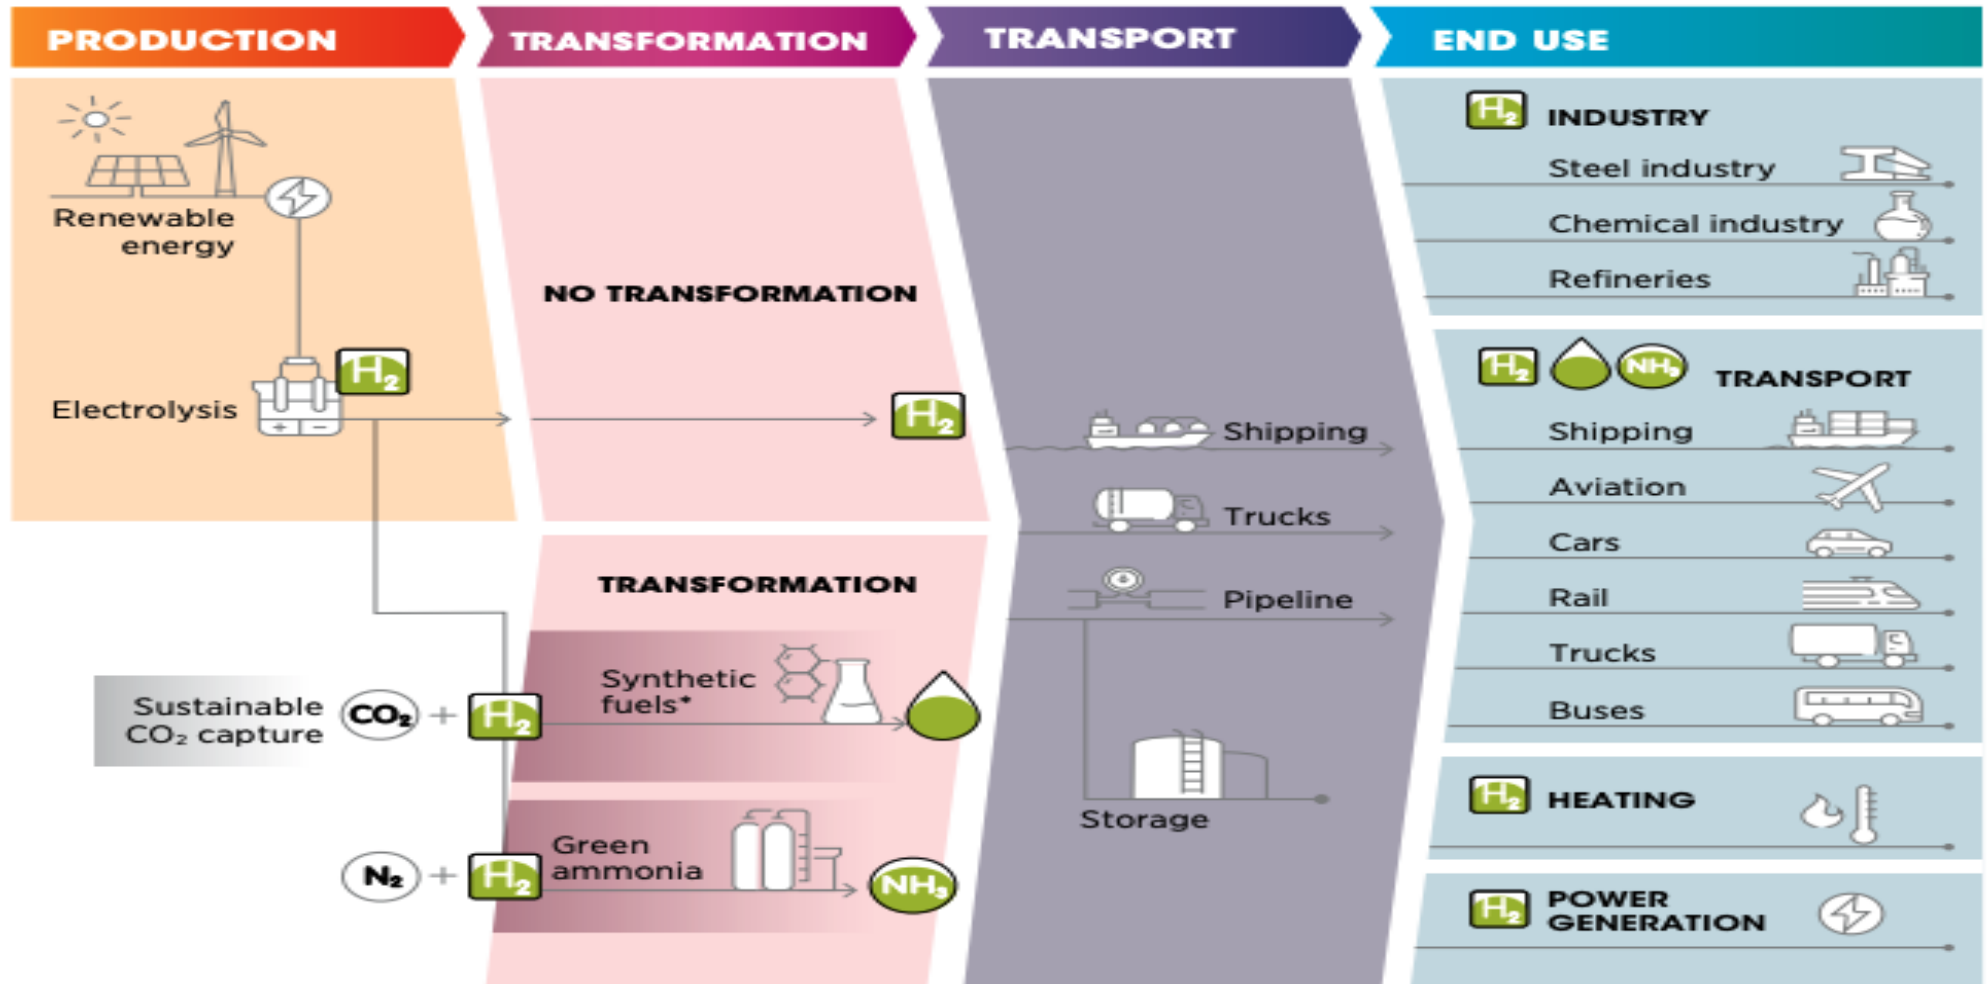 PRODUCTION
TRANSFORMATION
TRANSPORT
END USE
Renewable
energy
Electrolysis
H₂
NO TRANSFORMATION
H₂
TRANSFORMATION
Sustainable
CO₂ capture
CO₂ + H₂
Synthetic
fuels*
N₂ + H₂
Green
ammonia
NH₃
Shipping
Trucks
Pipeline
Storage
H₂ INDUSTRY
Steel industry
Chemical industry
Refineries
H₂ NH₃ TRANSPORT
Shipping
Aviation
Cars
Rail
Trucks
Buses
H₂ HEATING
H₂ POWER
GENERATION